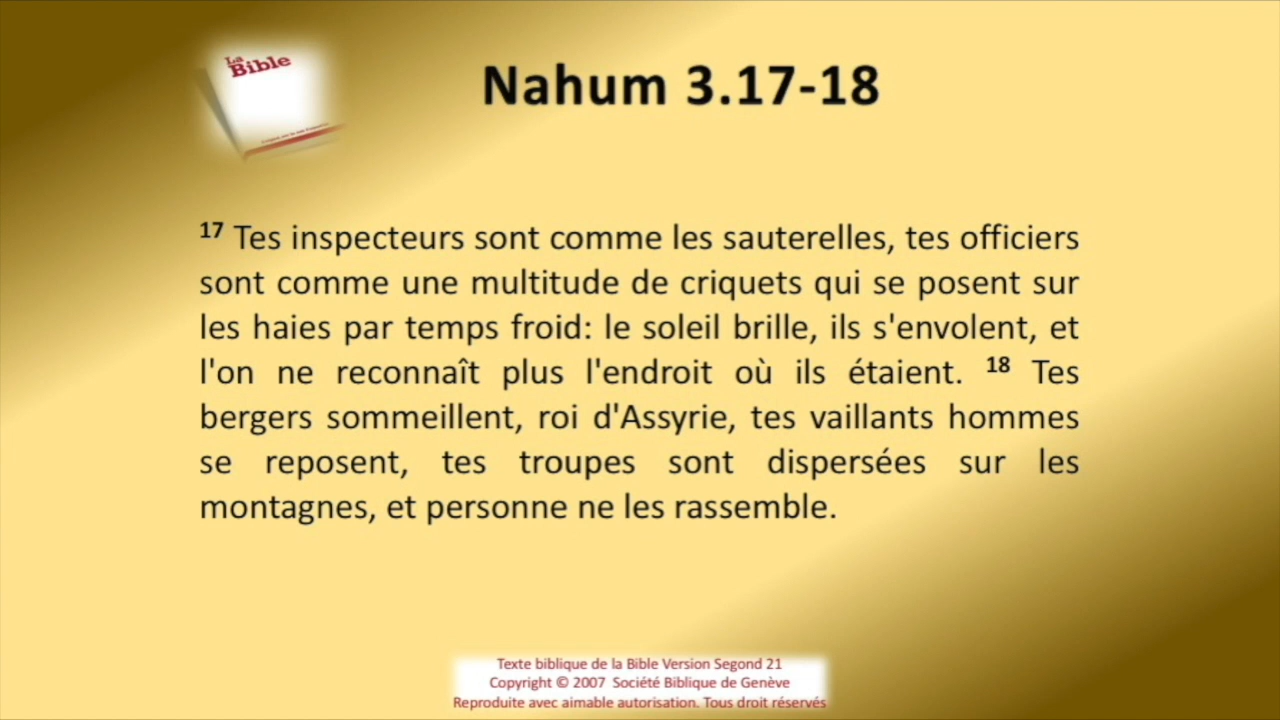 La
Bible
Nahum 3.17-18
17 Tes inspecteurs sont comme les sauterelles, tes officiers
sont comme une multitude de criquets qui se posent sur
les haies par temps froid: le soleil brille, ils s'envolent, et
l'on ne reconnaît plus l'endroit où ils étaient. 18 Tes
bergers sommeillent, roi d'Assyrie, tes vaillants hommes
se reposent, tes troupes sont dispersées sur les
montagnes, et personne ne les rassemble.
Texte biblique de la Bible Version Segond 21
Copyright © 2007 Société Biblique de Genève
Reproduite avec aimable autorisation. Tous droit réservés